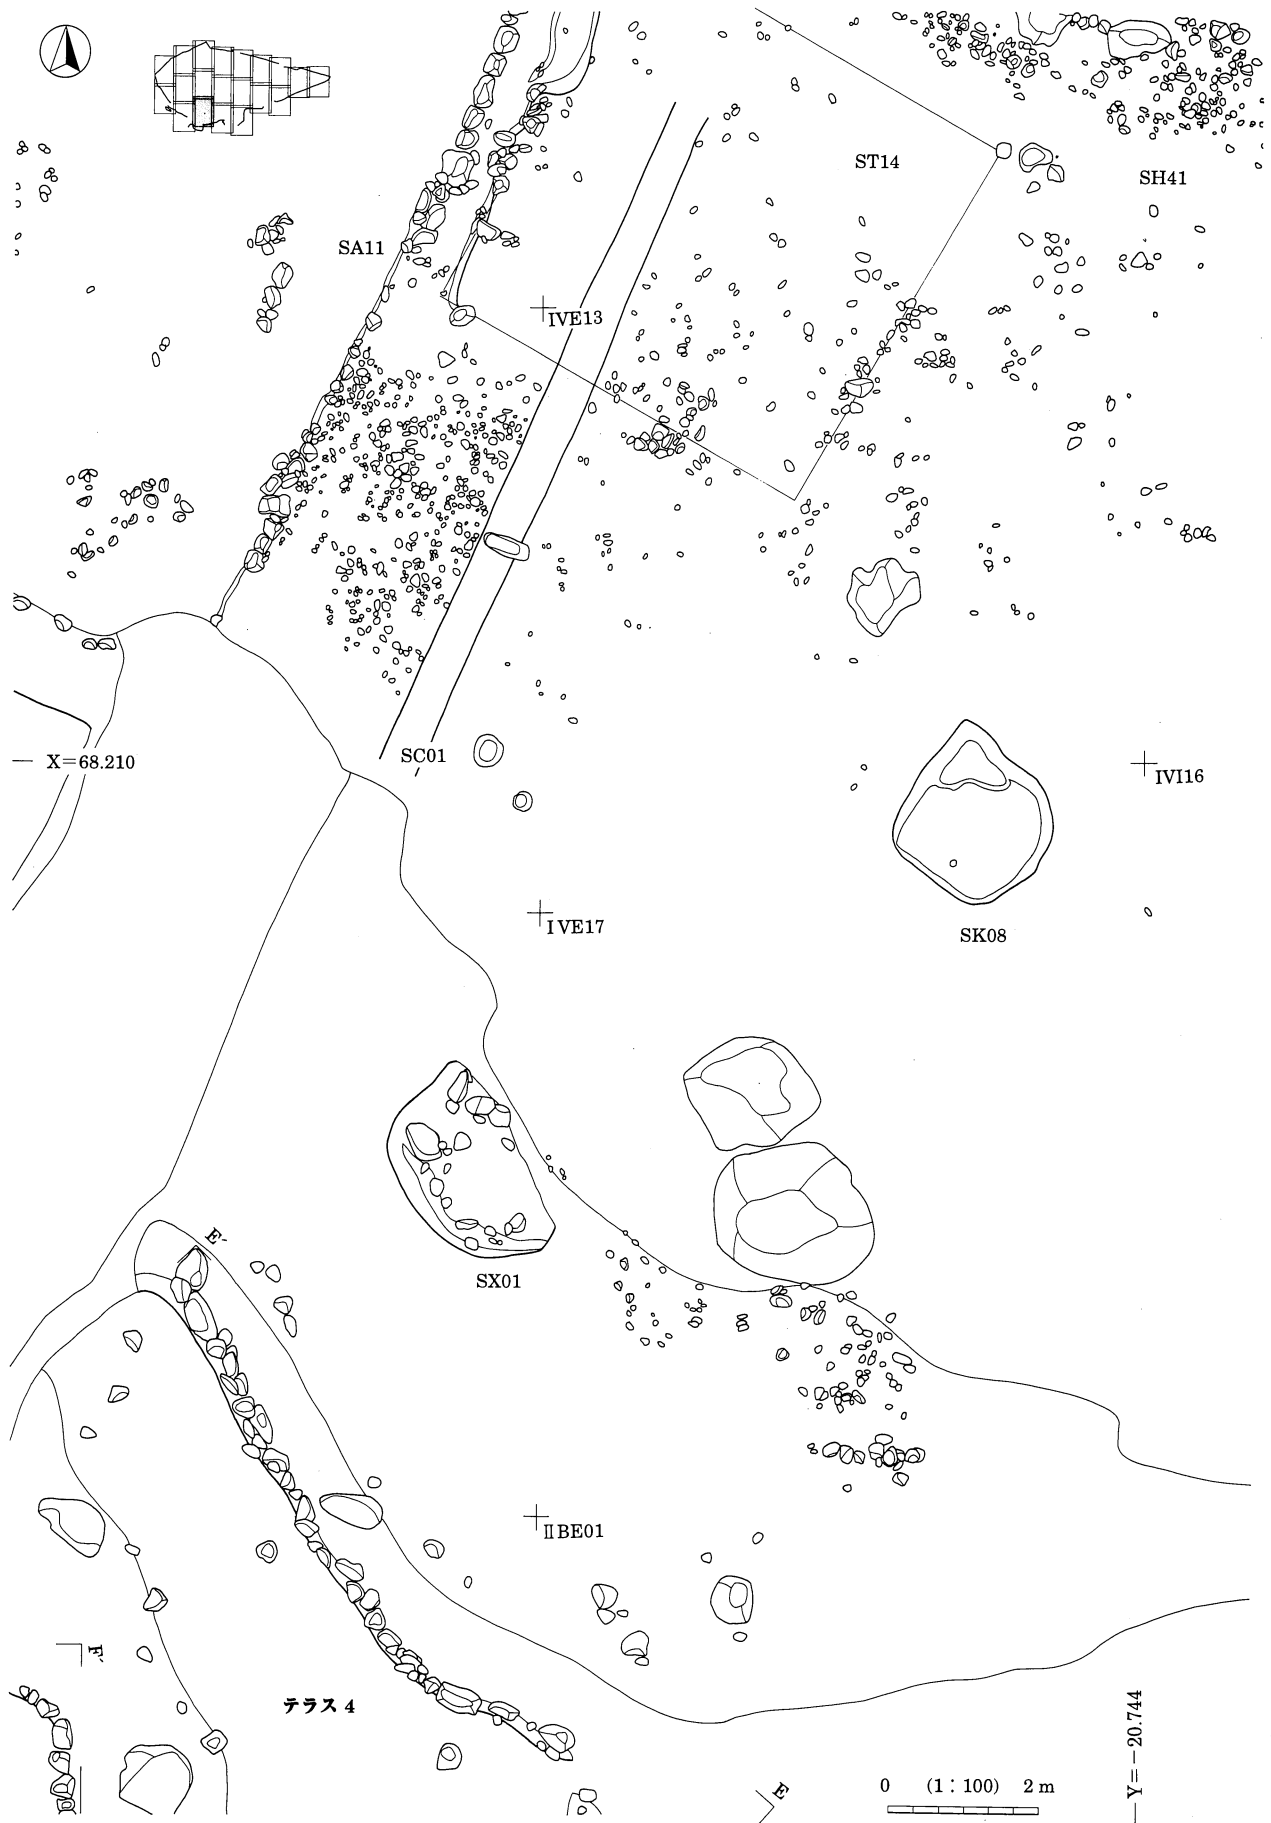 ST14
SH41
SA11
IVE13
SC01
X=68.210
IVI16
IVE17
SK08
SX01
E´
ⅡBE01
F´
テラス 4
E
0 (1:100) 2 m
Y=-20.744